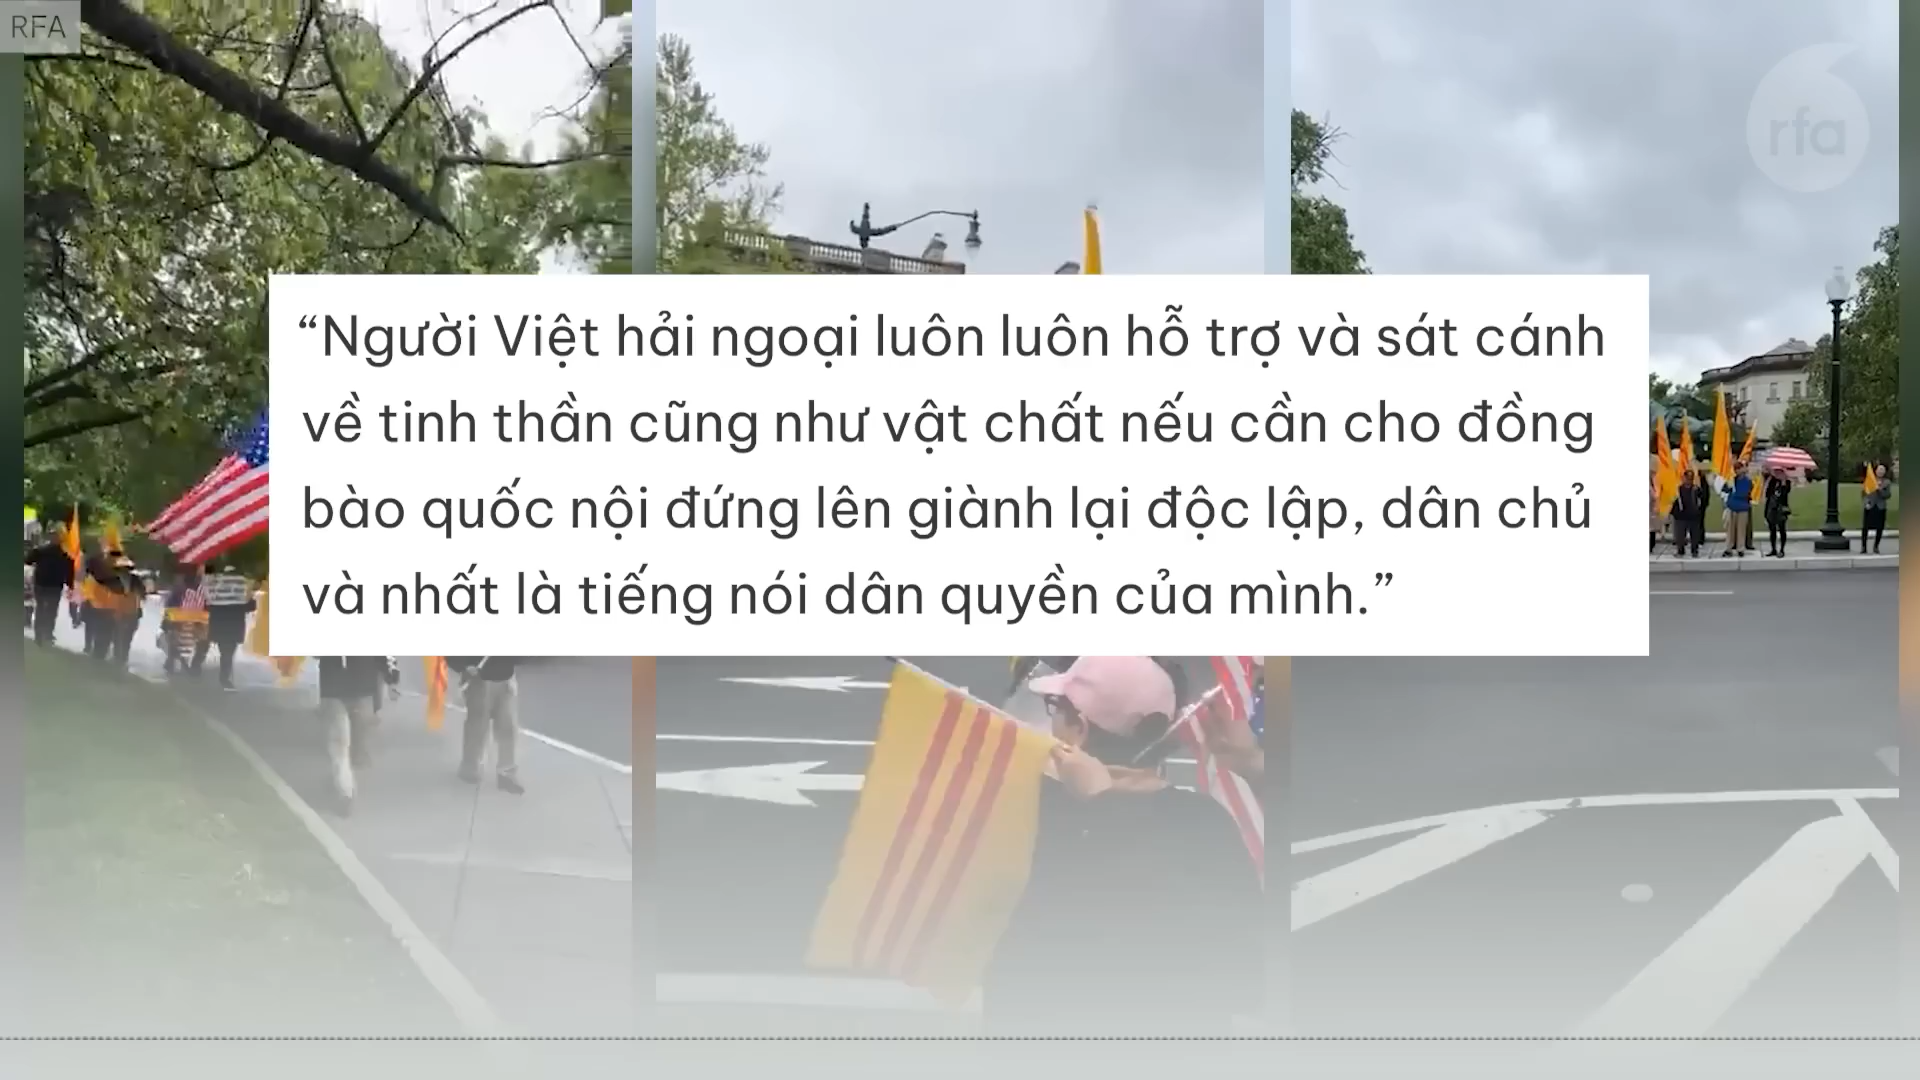 RFA
rfa
“Người Việt hải ngoại luôn luôn hỗ trợ và sát cánh
về tinh thần cũng như vật chất nếu cần cho đồng
bào quốc nội đứng lên giành lại độc lập, dân chủ
và nhất là tiếng nói dân quyền của mình.”